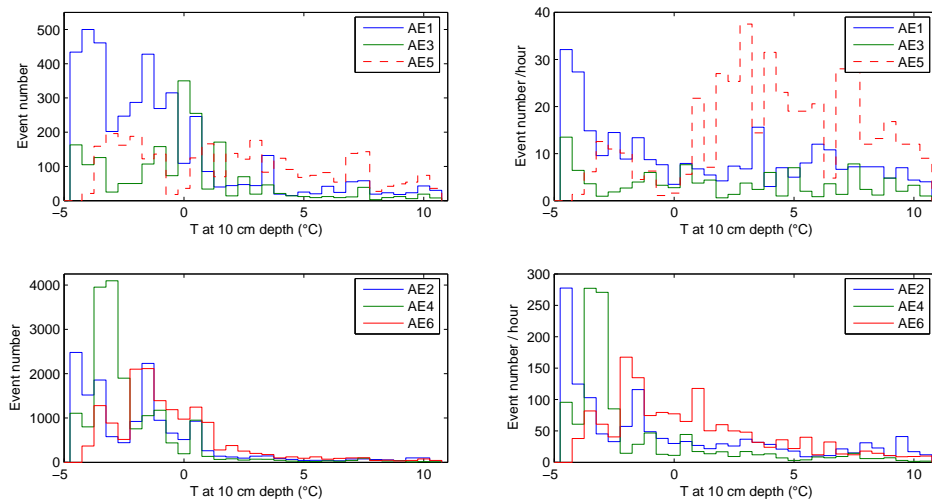 500
400
300
200
100
0
Event number
−5
0
5
10
T at 10 cm depth (°C)
AE1
AE3
AE5
40
30
20
10
0
Event number /hour
−5
0
5
10
T at 10 cm depth (°C)
AE1
AE3
AE5
4000
3000
2000
1000
0
Event number
−5
0
5
10
T at 10 cm depth (°C)
AE2
AE4
AE6
300
250
200
150
100
50
0
Event number / hour
−5
0
5
10
T at 10 cm depth (°C)
AE2
AE4
AE6